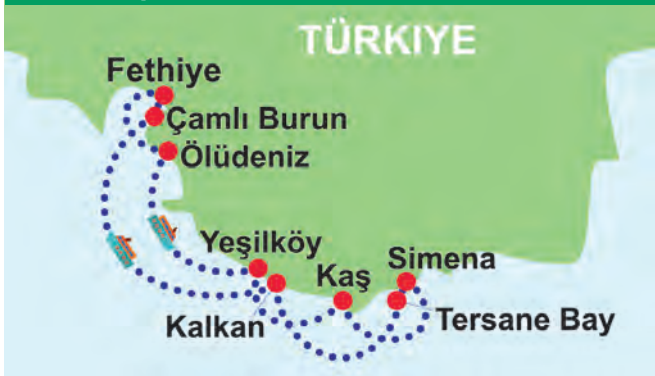 TÜRKIYE
Fethiye
Çamlı Burun
Ölüdeniz
Yeşilköy
Simena
Kaş
Kalkan
Tersane Bay